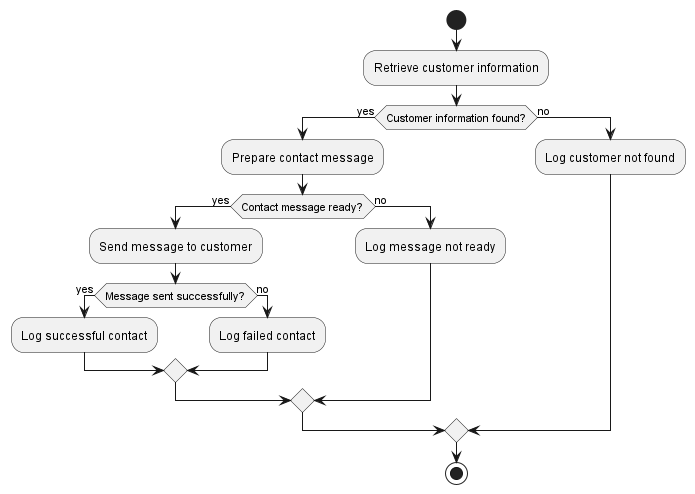 Retrieve customer information
yes
Customer information found?
no
Prepare contact message
Log customer not found
yes
Contact message ready?
no
Send message to customer
Log message not ready
yes
Message sent successfully?
no
Log successful contact
Log failed contact